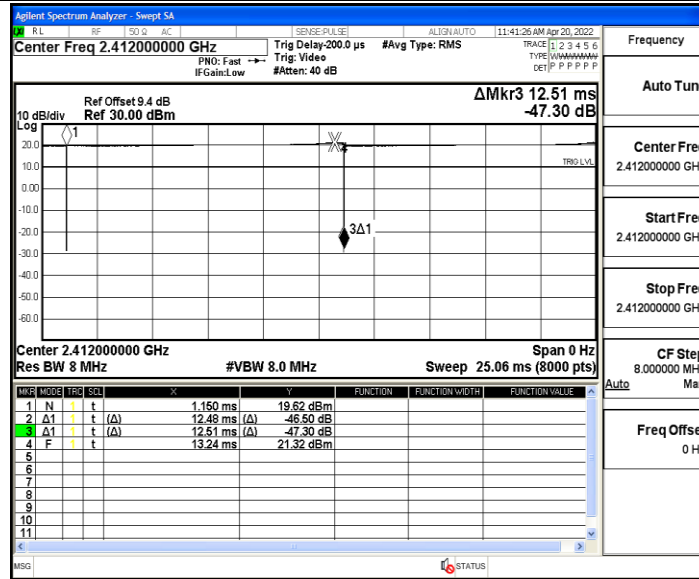 Agilent Spectrum Analyzer - Swept SA
RL RF 50 Ω AC SENSE:PULSE ALIGN AUTO 11:41:26 AM Apr 20, 2022
Center Freq 2.412000000 GHz
PNO: Fast
IFGain:Low
Trig Delay-200.0 µs
Trig: Video
#Atten: 40 dB
#Avg Type: RMS
TRACE 1 2 3 4 5 6
TYPE WWWWWW
DET P P P P P P
ΔMkr3 12.51 ms
-47.30 dB
Ref Offset 9.4 dB
10 dB/div Ref 30.00 dBm
Log
1
20.0
10.0
TRIG LVL
0.00
-10.0
-20.0
3Δ1
-30.0
-40.0
-50.0
-60.0
Center 2.412000000 GHz Span 0 Hz
Res BW 8 MHz #VBW 8.0 MHz Sweep 25.06 ms (8000 pts)
MKR MODE TRC SCL X Y FUNCTION FUNCTION WIDTH FUNCTION VALUE
1 N 1 t 1.150 ms 19.62 dBm
2 Δ1 1 t (Δ) 12.48 ms (Δ) -46.50 dB
3 Δ1 1 t (Δ) 12.51 ms (Δ) -47.30 dB
4 F 1 t 13.24 ms 21.32 dBm
5
6
7
8
9
10
11
MSG STATUS
Frequency
Auto Tun
Center Fre
2.412000000 GH
Start Fre
2.412000000 GH
Stop Fre
2.412000000 GH
CF Step
8.000000 MH
Auto Ma
Freq Offse
0 H